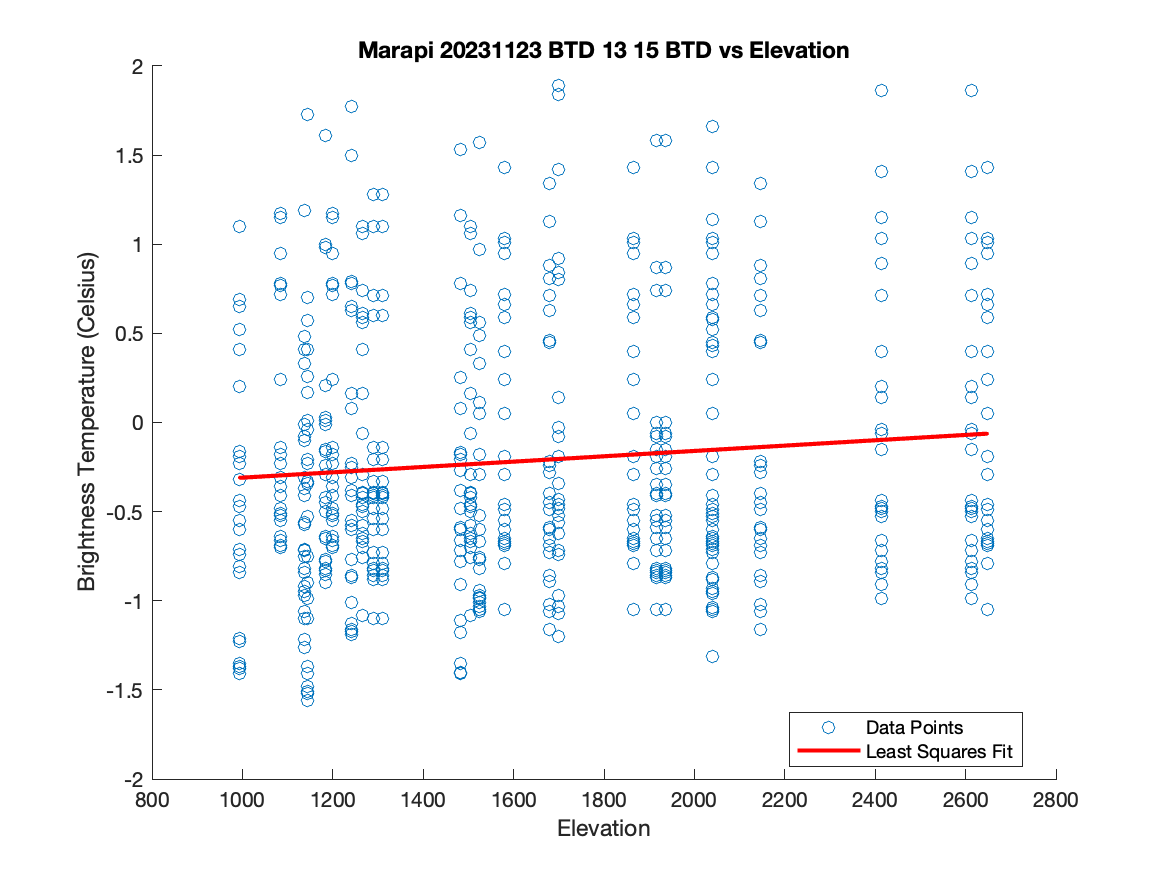 Marapi 20231123 BTD 13 15 BTD vs Elevation
2
1.5
1
0.5
0
-0.5
-1
-1.5
-2
Brightness Temperature (Celsius)
Data Points
Least Squares Fit
800 1000 1200 1400 1600 1800 2000 2200 2400 2600 2800
Elevation